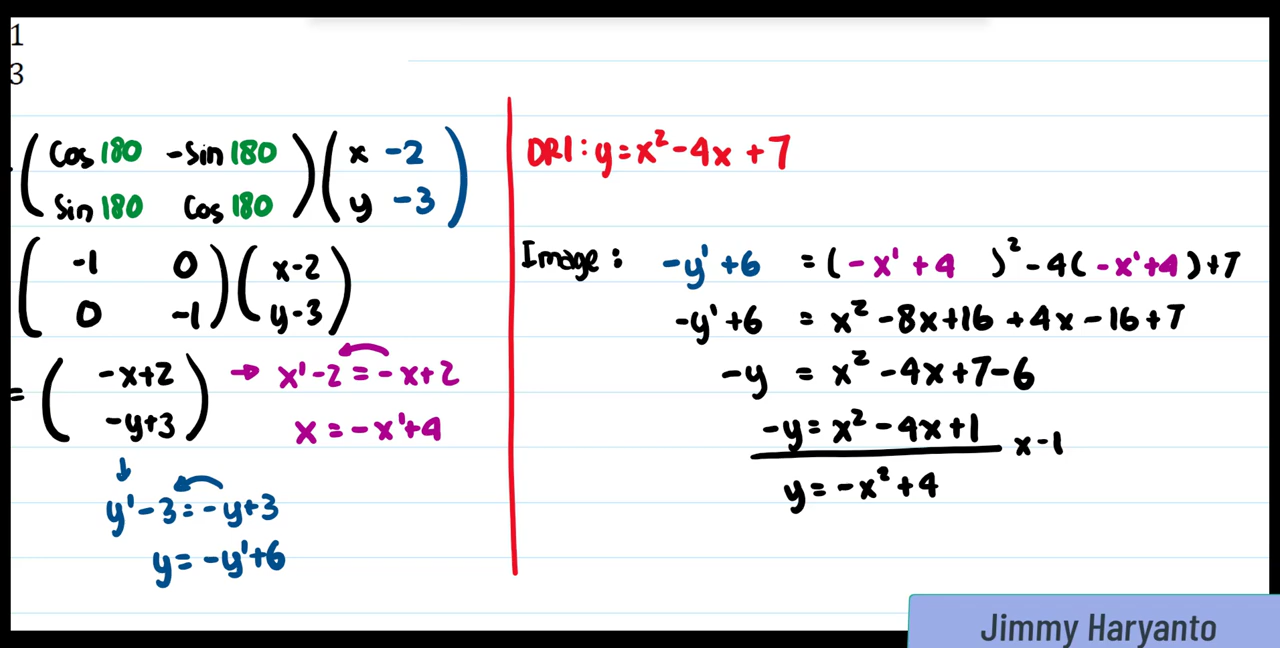 1
3
( Cos 180 -Sin 180 ) ( x -2 )
( Sin 180 Cos 180 ) ( y -3 )
( -1 0 ) ( x-2 )
( 0 -1 ) ( y-3 )
= ( -x+2 ) → x'-2 = -x+2
( -y+3 ) x = -x'+4
↓
y'-3 = -y+3
y = -y'+6
DR1: y = x² - 4x + 7
Image: -y'+6 = (-x'+4 )² - 4(-x'+4) + 7
-y'+6 = x² - 8x + 16 + 4x - 16 + 7
-y = x² - 4x + 7 - 6
-y = x² - 4x + 1
x -1
y = -x² + 4
Jimmy Haryanto